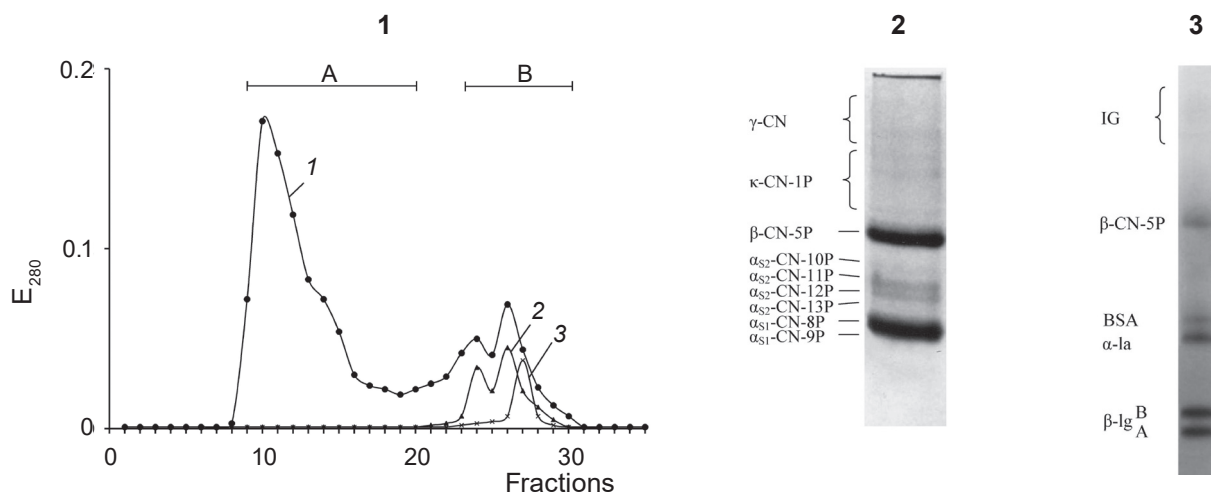 1
2
3
A
B
0.2
0.1
0
E280
1
2
3
0
10
20
30
Fractions
γ-CN
κ-CN-1P
β-CN-5P
αS2-CN-10P
αS2-CN-11P
αS2-CN-12P
αS2-CN-13P
αS1-CN-8P
αS1-CN-9P
IG
β-CN-5P
BSA
α-la
β-lg B
A